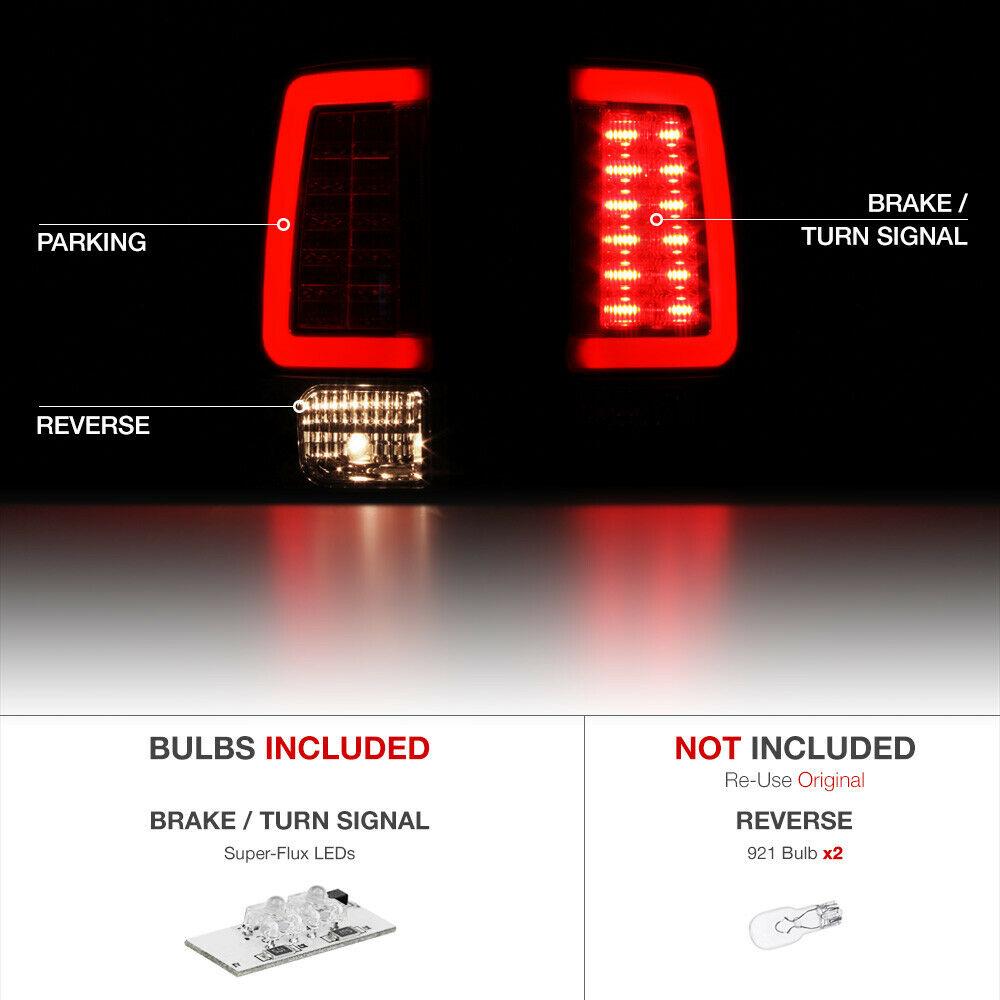 PARKING
BRAKE /
TURN SIGNAL
REVERSE
BULBS INCLUDED
BRAKE / TURN SIGNAL
Super-Flux LEDs
NOT INCLUDED
Re-Use Original
REVERSE
921 Bulb x2